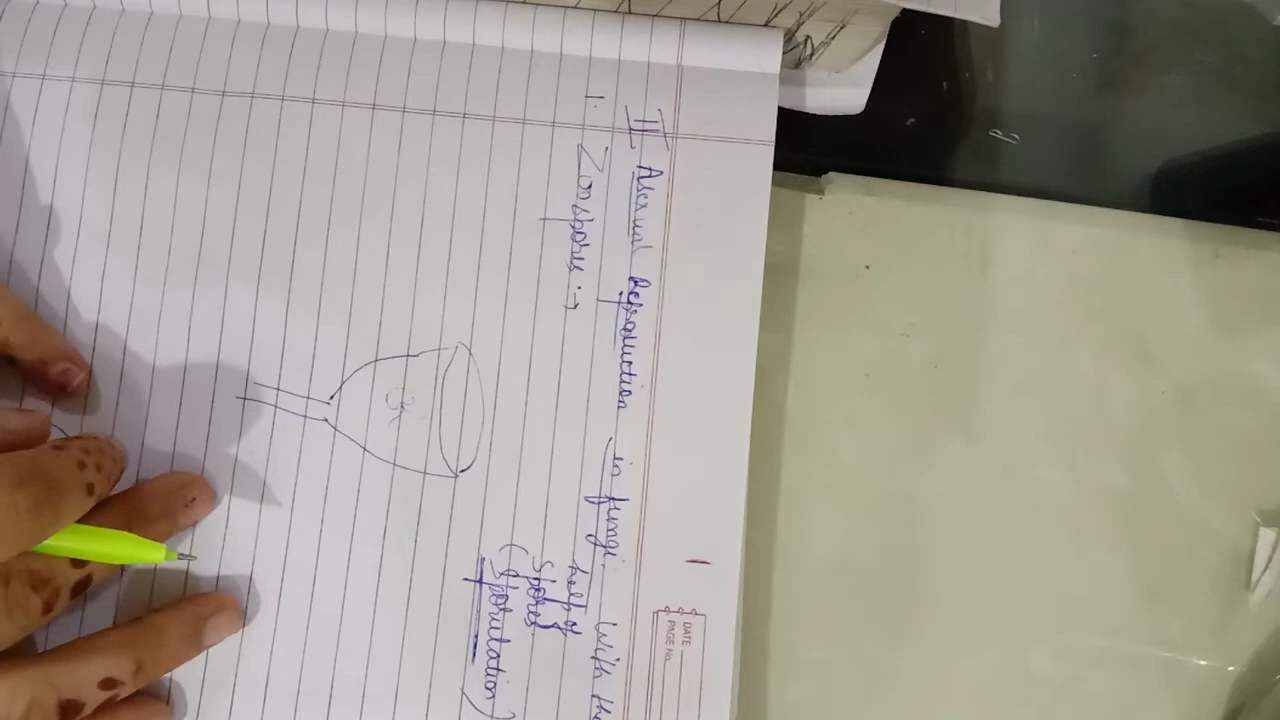 DATE
PAGE No.
II Asexual Reproduction in fungi. With the
help of
spores
(Sporulation)
1. Zoospores :→